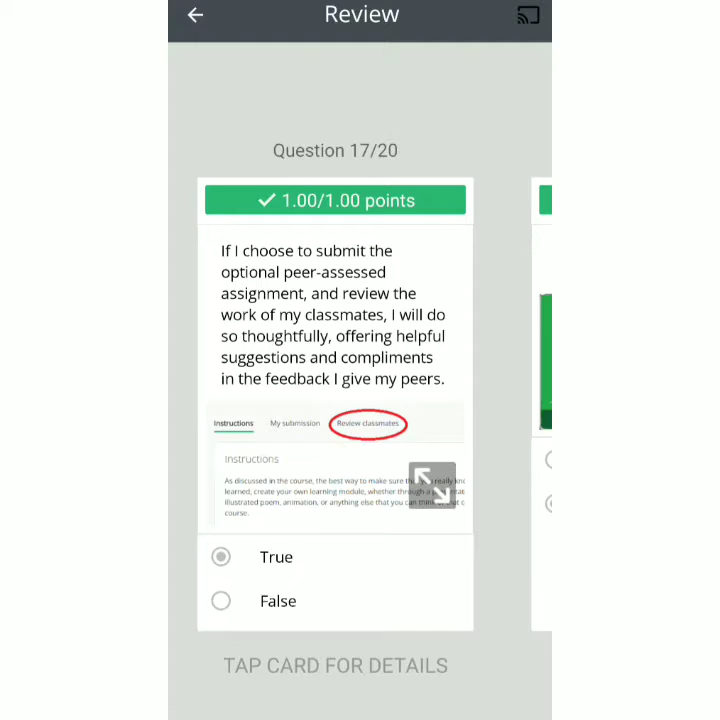 Review
Question 17/20
1.00/1.00 points
If I choose to submit the
optional peer-assessed
assignment, and review the
work of my classmates, I will do
so thoughtfully, offering helpful
suggestions and compliments
in the feedback I give my peers.
Instructions My submission Review classmates
Instructions
As discussed in the course, the best way to make sure really
learned, create your own learning module, whether through a
illustrated poem, animation, or anything else that you can think
course.
True
False
TAP CARD FOR DETAILS